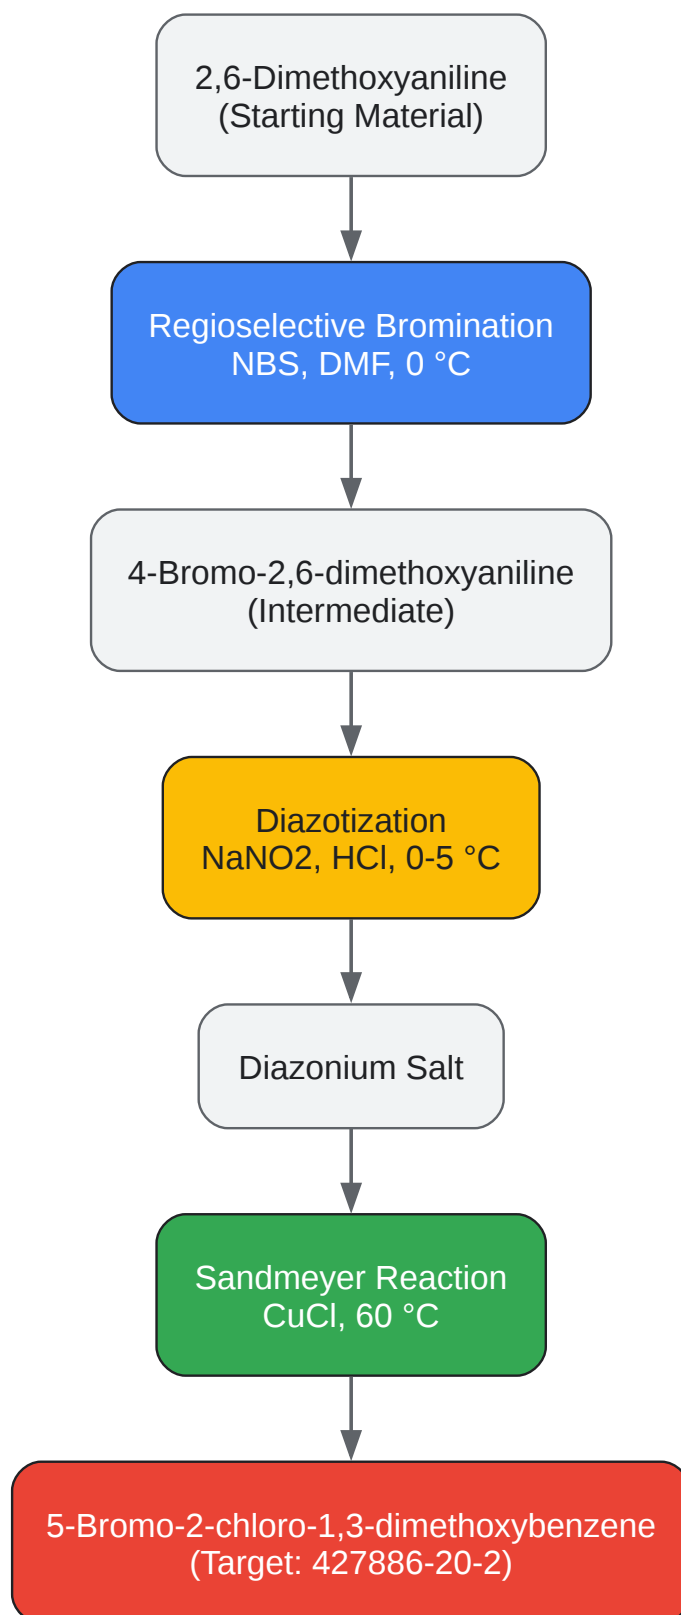 2,6-Dimethoxyaniline
(Starting Material)
Regioselective Bromination
NBS, DMF, 0 °C
4-Bromo-2,6-dimethoxyaniline
(Intermediate)
Diazotization
NaNO2, HCl, 0-5 °C
Diazonium Salt
Sandmeyer Reaction
CuCl, 60 °C
5-Bromo-2-chloro-1,3-dimethoxybenzene
(Target: 427886-20-2)